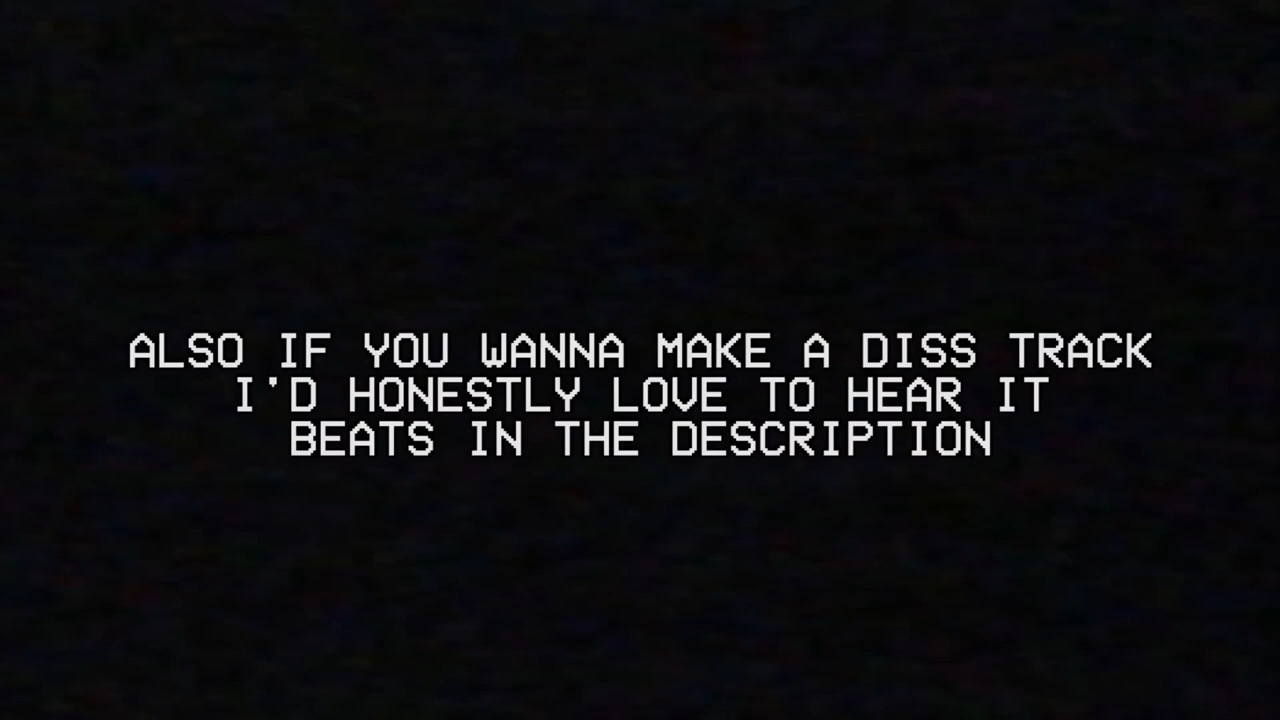 ALSO IF YOU WANNA MAKE A DISS TRACK
I'D HONESTLY LOVE TO HEAR IT
BEATS IN THE DESCRIPTION